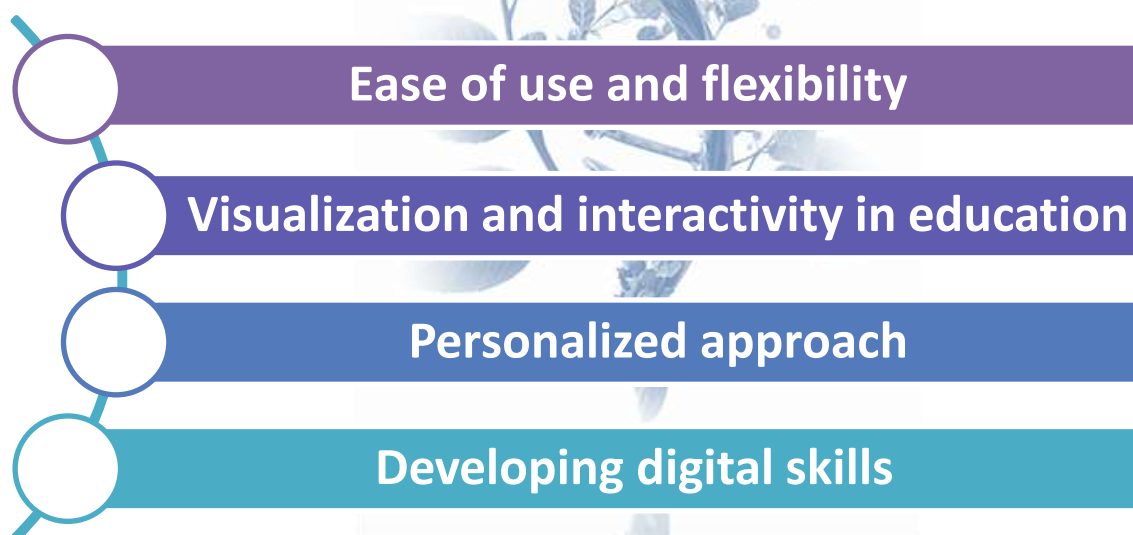 Ease of use and flexibility
Visualization and interactivity in education
Personalized approach
Developing digital skills